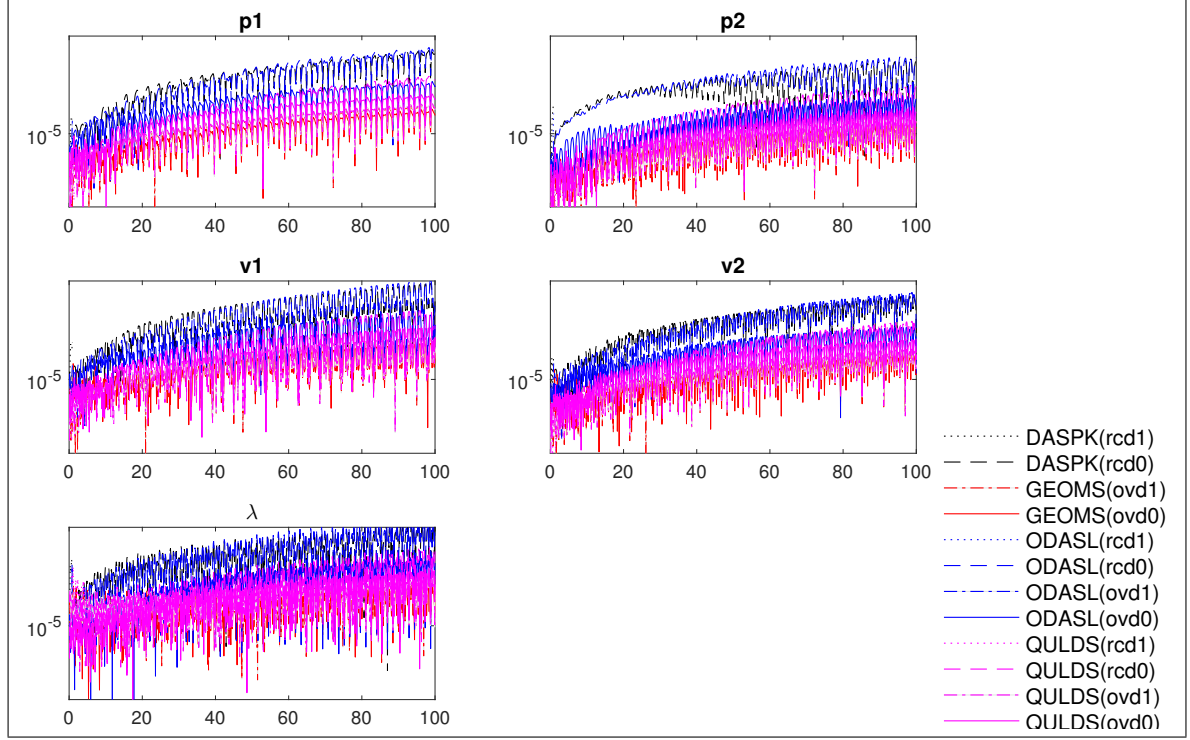 p1
10^-5
0 20 40 60 80 100
p2
10^-5
0 20 40 60 80 100
v1
10^-5
0 20 40 60 80 100
v2
10^-5
0 20 40 60 80 100
λ
10^-5
0 20 40 60 80 100
DASPK(rcd1)
DASPK(rcd0)
GEOMS(ovd1)
GEOMS(ovd0)
ODASL(rcd1)
ODASL(rcd0)
ODASL(ovd1)
ODASL(ovd0)
QULDS(rcd1)
QULDS(rcd0)
QULDS(ovd1)
QULDS(ovd0)